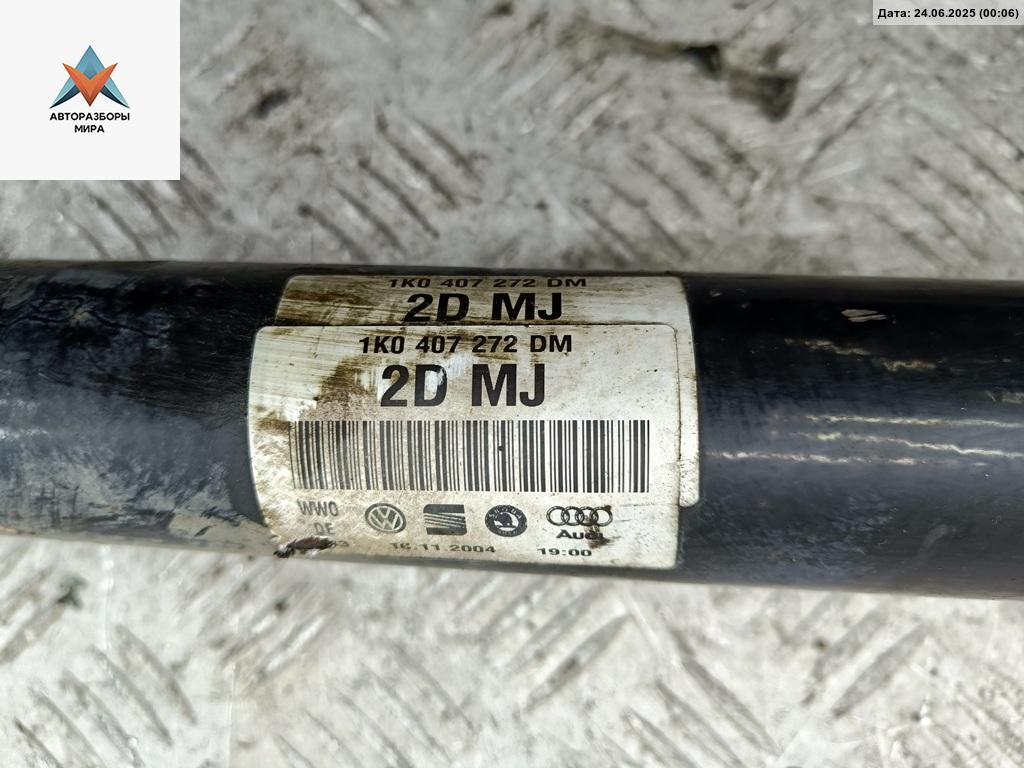 Дата: 24.06.2025 (00:06)
АВТОРАЗБОРЫ
МИРА
1K0 407 272 DM
2D MJ
1K0 407 272 DM
2D MJ
WWO
DE
ŠKODA
Audi
16.11.2004 19:00